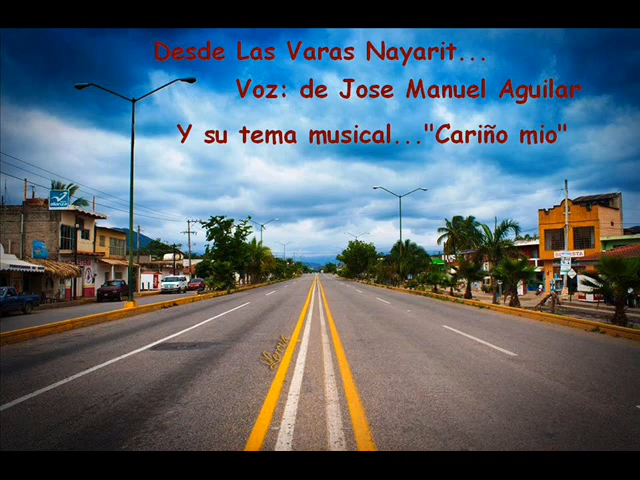 Desde Las Varas Nayarit...
Voz: de Jose Manuel Aguilar
Y su tema musical..."Cariño mio"